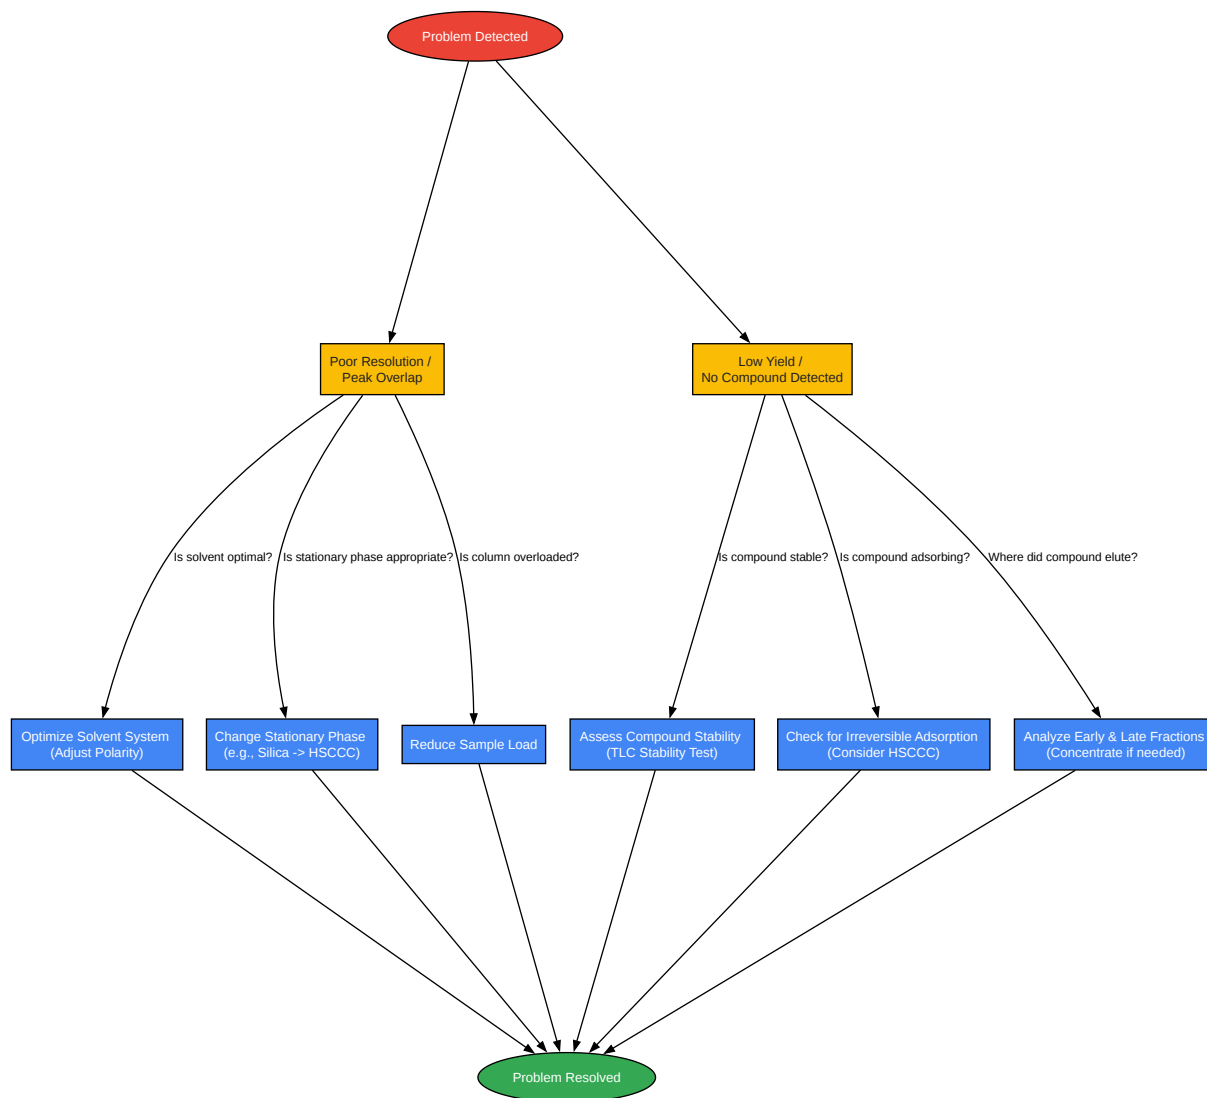 Problem Detected
Poor Resolution /
Peak Overlap
Low Yield /
No Compound Detected
Is solvent optimal?
Is stationary phase appropriate?
Is column overloaded?
Is compound stable?
Is compound adsorbing?
Where did compound elute?
Optimize Solvent System
(Adjust Polarity)
Change Stationary Phase
(e.g., Silica -> HSCCC)
Reduce Sample Load
Assess Compound Stability
(TLC Stability Test)
Check for Irreversible Adsorption
(Consider HSCCC)
Analyze Early & Late Fractions
(Concentrate if needed)
Problem Resolved